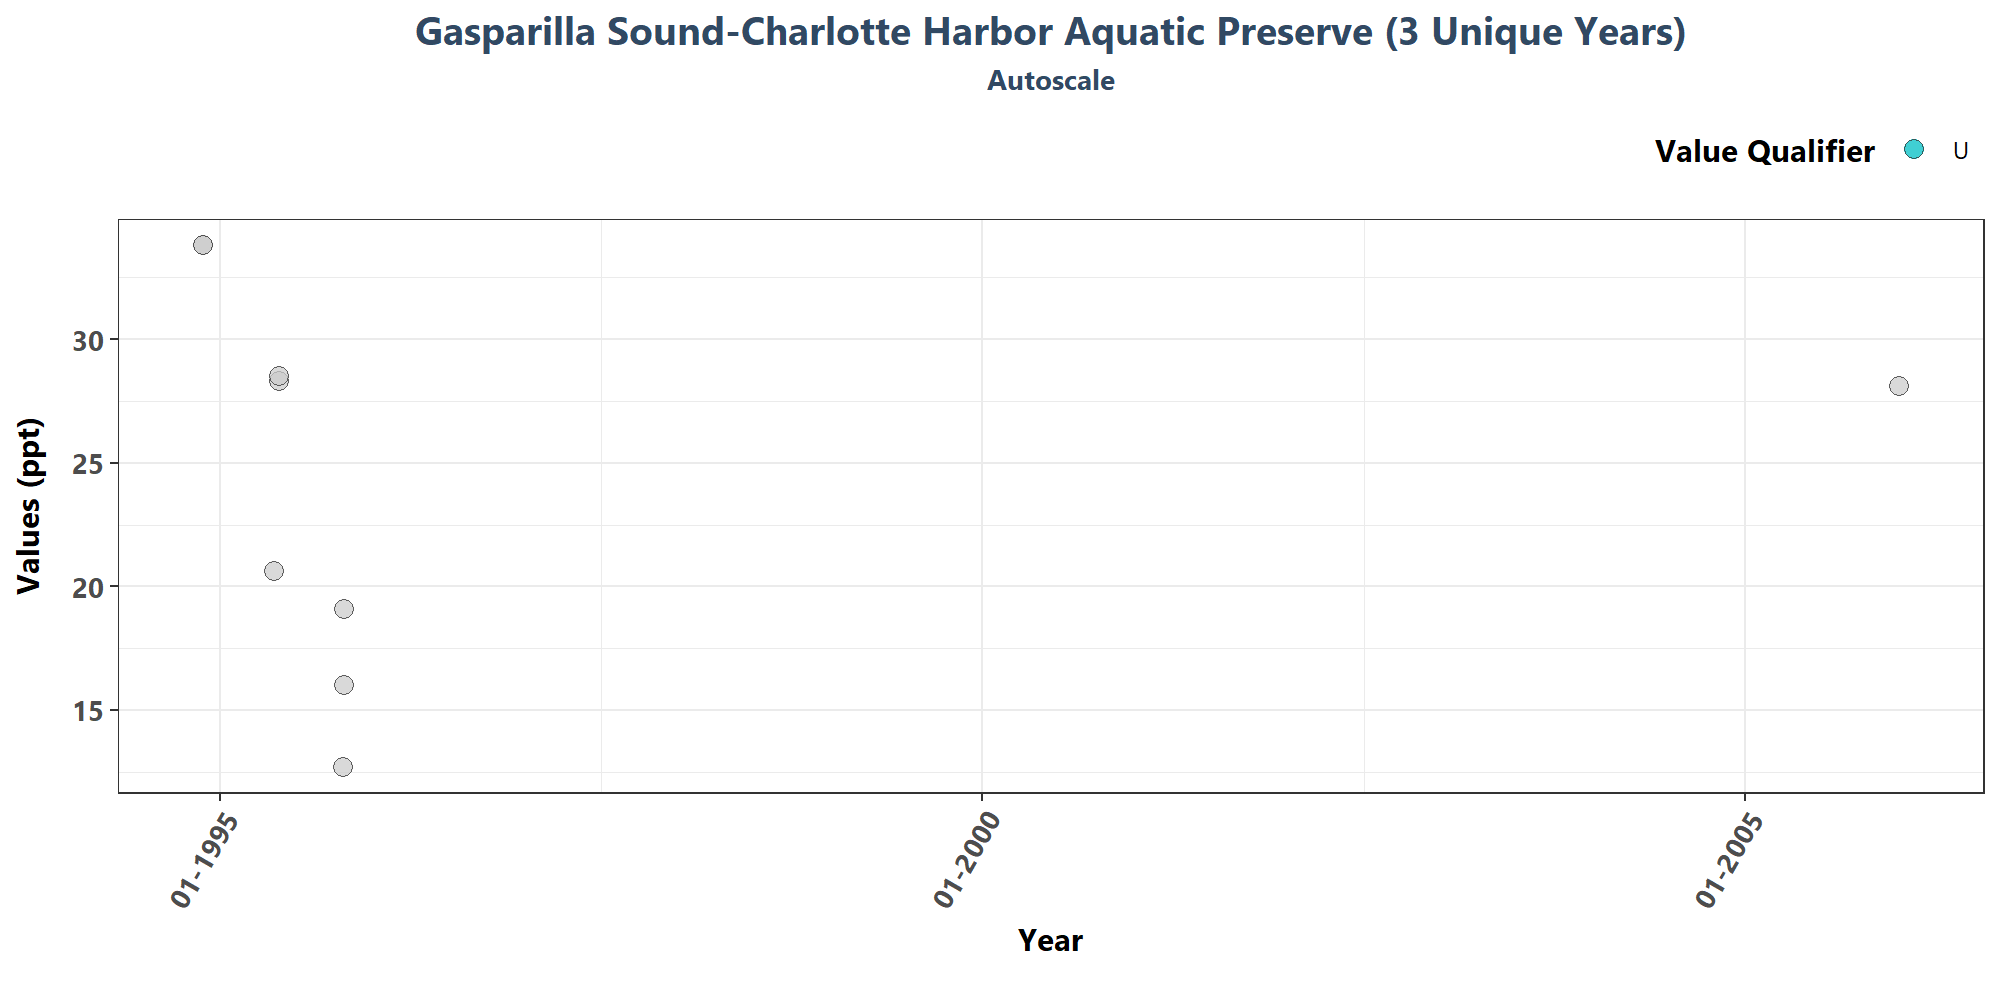 Gasparilla Sound-Charlotte Harbor Aquatic Preserve (3 Unique Years)
Autoscale
Value Qualifier U
Values (ppt)
30
25
20
15
01-1995 01-2000 01-2005
Year